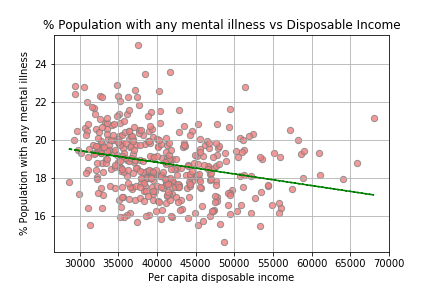 % Population with any mental illness vs Disposable Income
% Population with any mental illness
24
22
20
18
16
30000 35000 40000 45000 50000 55000 60000 65000 70000
Per capita disposable income